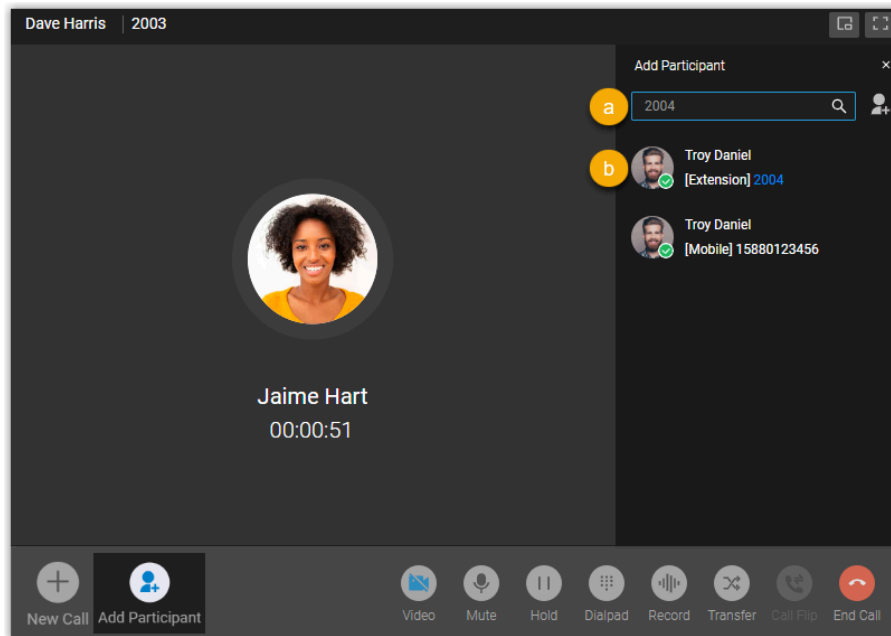 Dave Harris 2003
Add Participant ×
a 2004
b Troy Daniel
[Extension] 2004
Troy Daniel
[Mobile] 15880123456
Jaime Hart
00:00:51
New Call Add Participant Video Mute Hold Dialpad Record Transfer Call Flip End Call